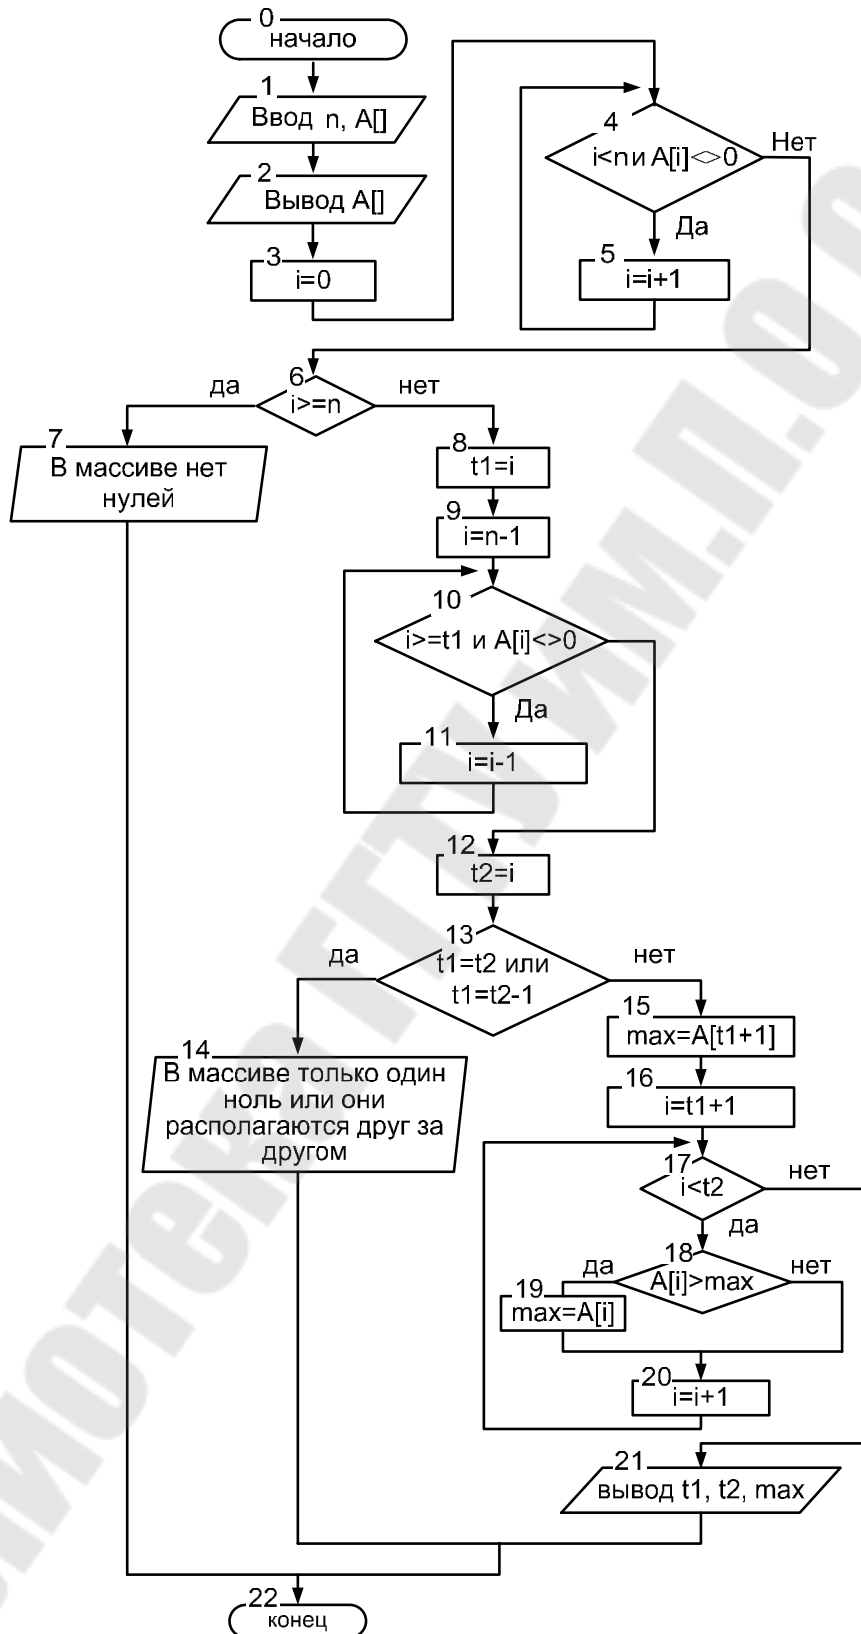 0
начало
1
Ввод n, A[]
2
Вывод A[]
3
i=0
4
i<n и A[i]<>0
Нет
Да
5
i=i+1
6
i>=n
да
нет
7
В массиве нет
нулей
8
t1=i
9
i=n-1
10
i>=t1 и A[i]<>0
Да
11
i=i-1
12
t2=i
13
t1=t2 или
t1=t2-1
да
нет
14
В массиве только один
ноль или они
располагаются друг за
другом
15
max=A[t1+1]
16
i=t1+1
17
i<t2
нет
да
18
A[i]>max
да
нет
19
max=A[i]
20
i=i+1
21
вывод t1, t2, max
22
конец
иотека ГГТУ им.П.О